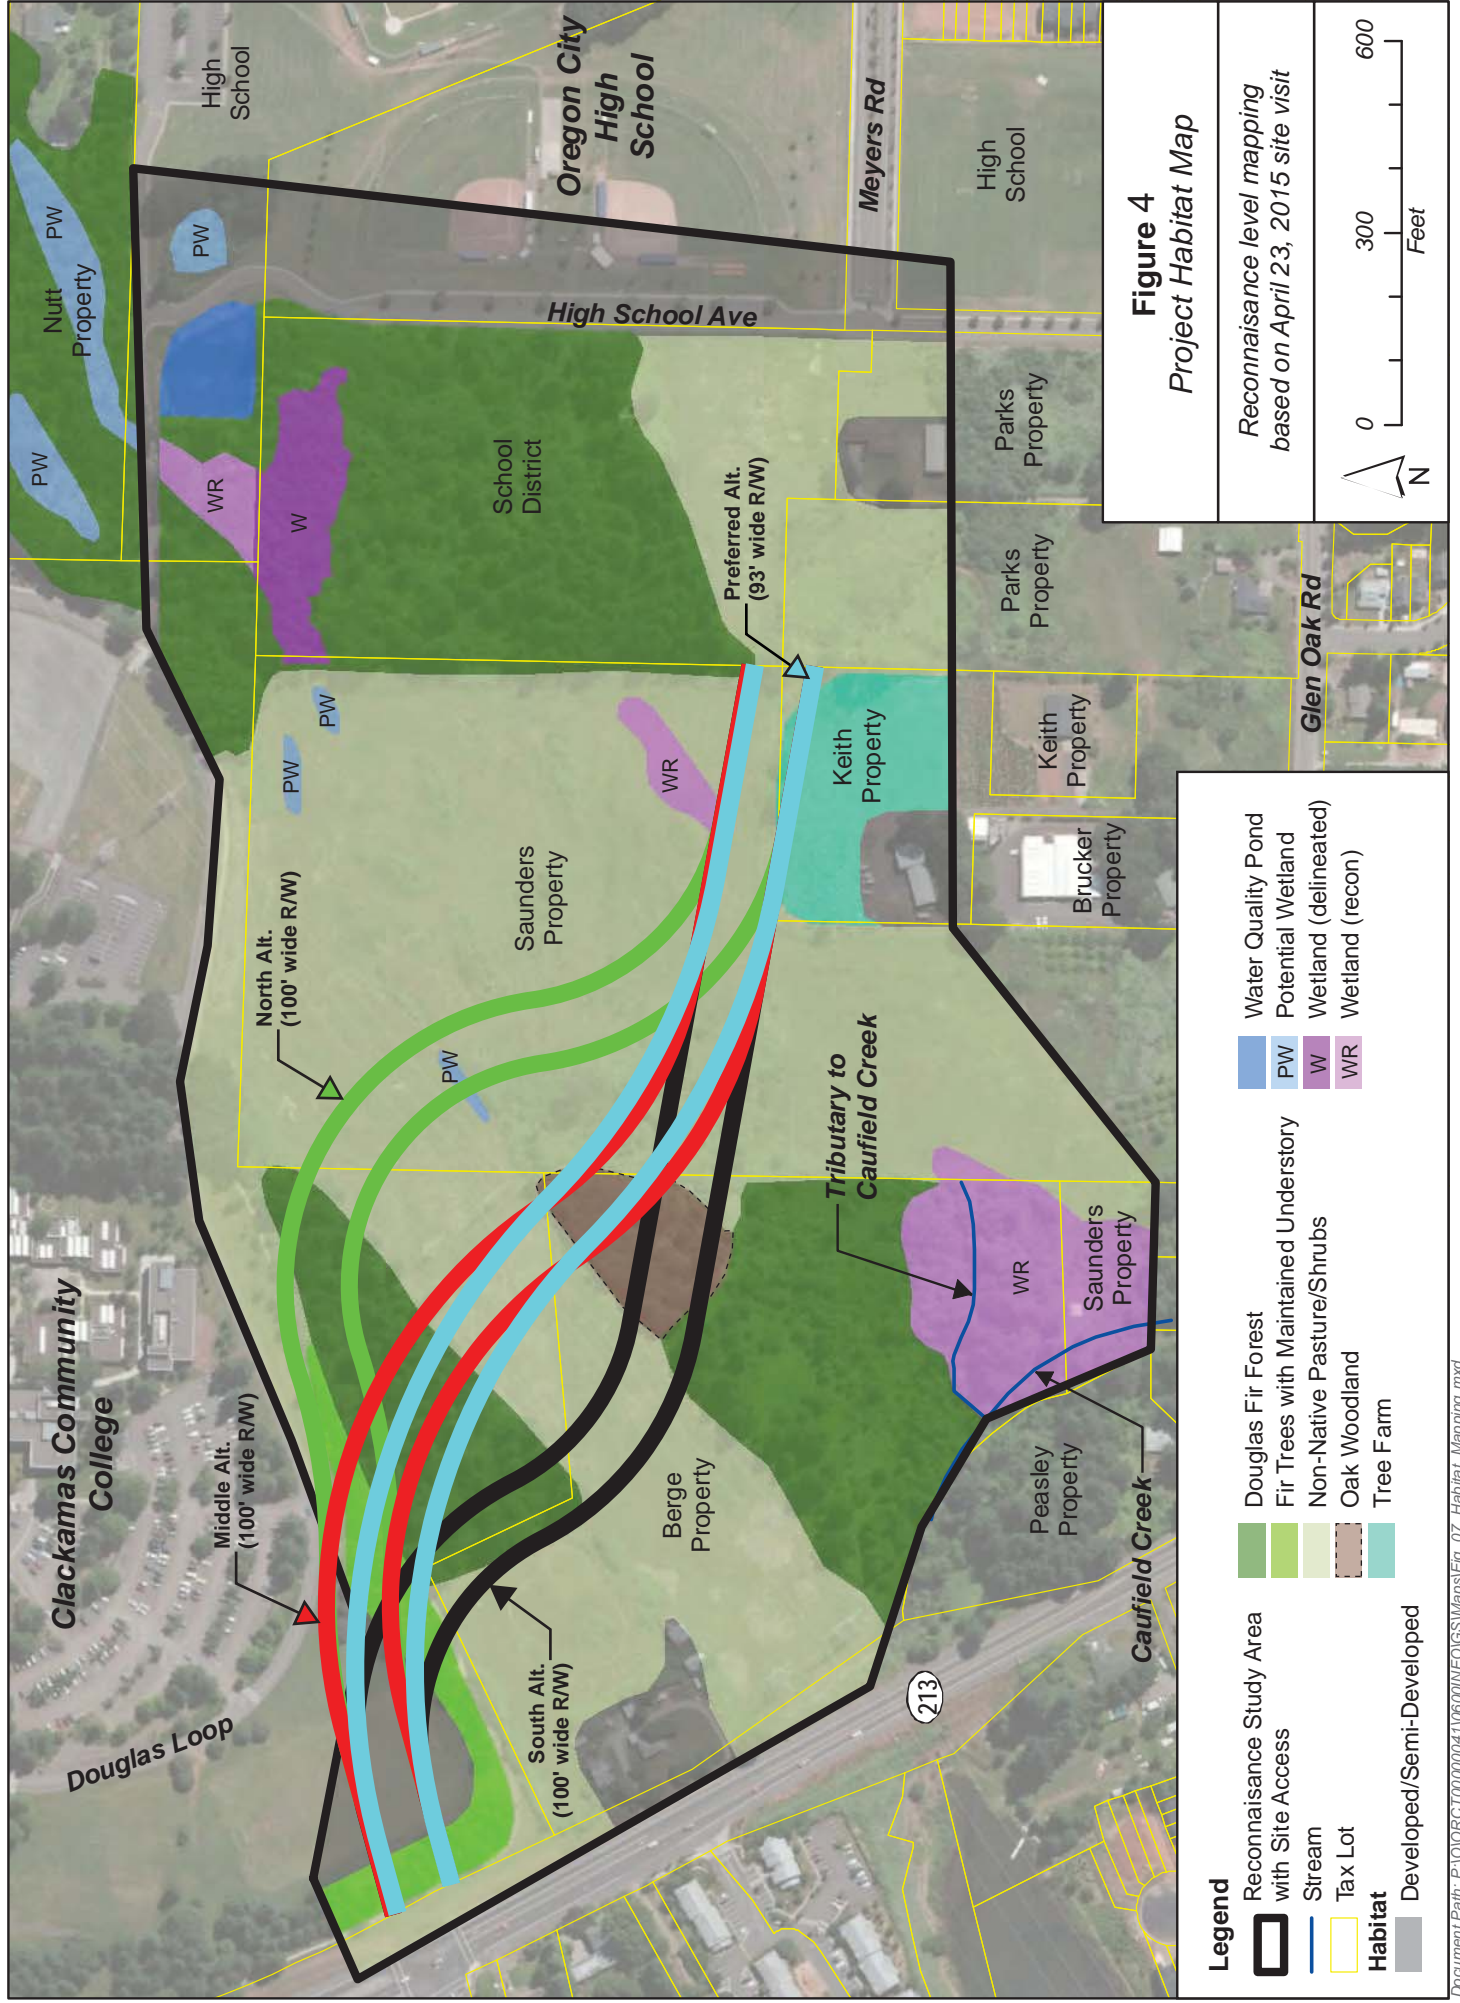 Clackamas Community
College
Douglas Loop
Middle Alt.
(100' wide R/W)
North Alt.
(100' wide R/W)
South Alt.
(100' wide R/W)
Preferred Alt.
(93' wide R/W)
PW
Nutt
Property
PW
PW
High
School
Oregon City
High
School
High School Ave
Meyers Rd
High
School
WR
W
School
District
PW
PW
WR
PW
Saunders
Property
Keith
Property
Parks
Property
Parks
Property
Keith
Property
Brucker
Property
Glen Oak Rd
Tributary to
Caufield Creek
WR
Saunders
Property
Berge
Property
Peasley
Property
Caufield Creek
213
Legend
Reconnaisance Study Area
with Site Access
Stream
Tax Lot
Habitat
Developed/Semi-Developed
Douglas Fir Forest
Fir Trees with Maintained Understory
Non-Native Pasture/Shrubs
Oak Woodland
Tree Farm
Water Quality Pond
PW Potential Wetland
W Wetland (delineated)
WR Wetland (recon)
Figure 4
Project Habitat Map
Reconnaisance level mapping
based on April 23, 2015 site visit
0 300 600
Feet
N